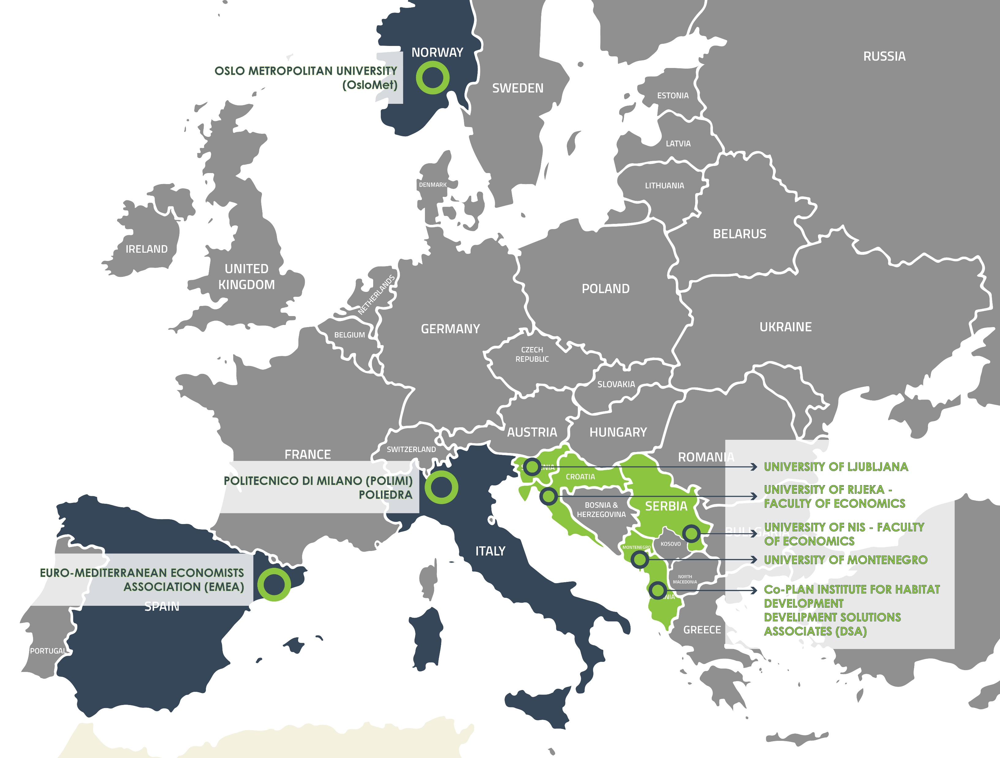 NORWAY
RUSSIA
OSLO METROPOLITAN UNIVERSITY
(OsloMet)
SWEDEN
ESTONIA
LATVIA
DENMARK
LITHUANIA
BELARUS
IRELAND
UNITED
KINGDOM
NETHERLANDS
POLAND
GERMANY
UKRAINE
BELGIUM
CZECH
REPUBLIC
SLOVAKIA
AUSTRIA
HUNGARY
SWITZERLAND
FRANCE
ROMANIA
UNIVERSITY OF LJUBLJANA
CROATIA
POLITECNICO DI MILANO (POLIMI)
POLIEDRA
UNIVERSITY OF RIJEKA -
FACULTY OF ECONOMICS
BOSNIA &
HERZEGOVINA
SERBIA
UNIVERSITY OF NIS - FACULTY
OF ECONOMICS
KOSOVO
MONTENEGRO
ITALY
UNIVERSITY OF MONTENEGRO
EURO-MEDITERRANEAN ECONOMISTS
ASSOCIATION (EMEA)
NORTH
MACEDONIA
Co-PLAN INSTITUTE FOR HABITAT
DEVELOPMENT
DEVELIPMENT SOLUTIONS
ASSOCIATES (DSA)
SPAIN
GREECE
PORTUGAL